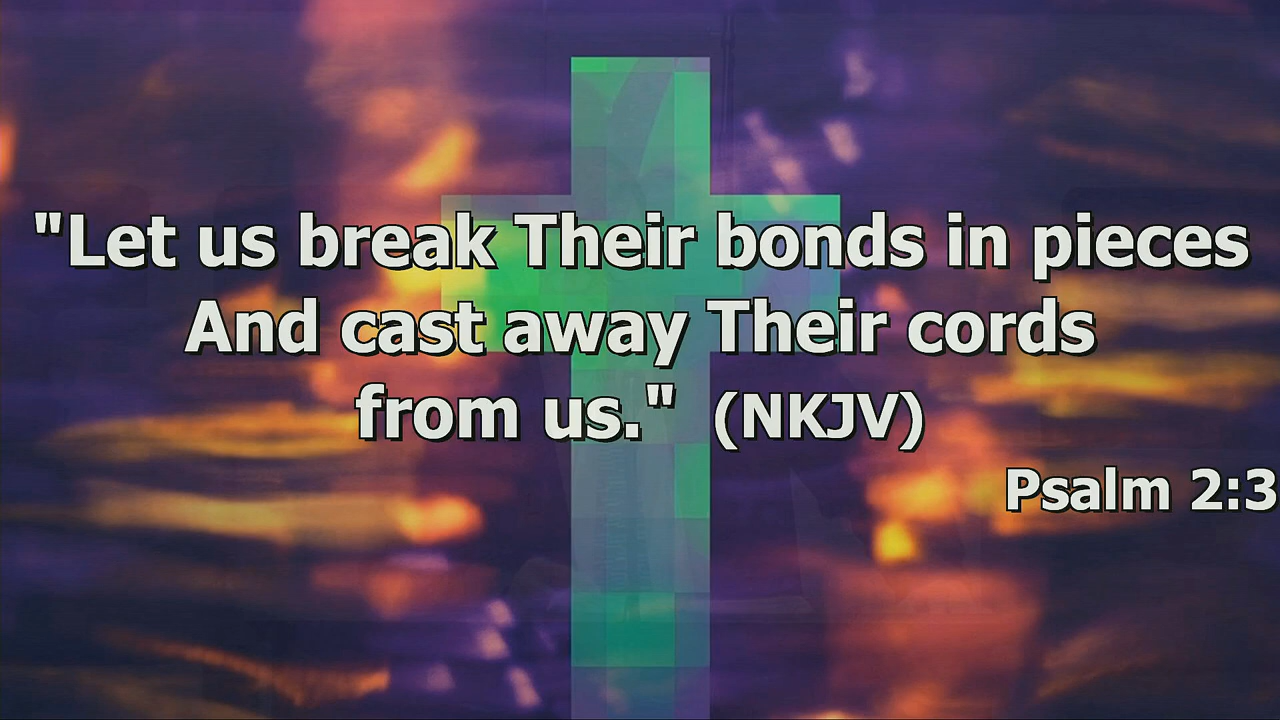 "Let us break Their bonds in pieces
And cast away Their cords
from us." (NKJV)
Psalm 2:3